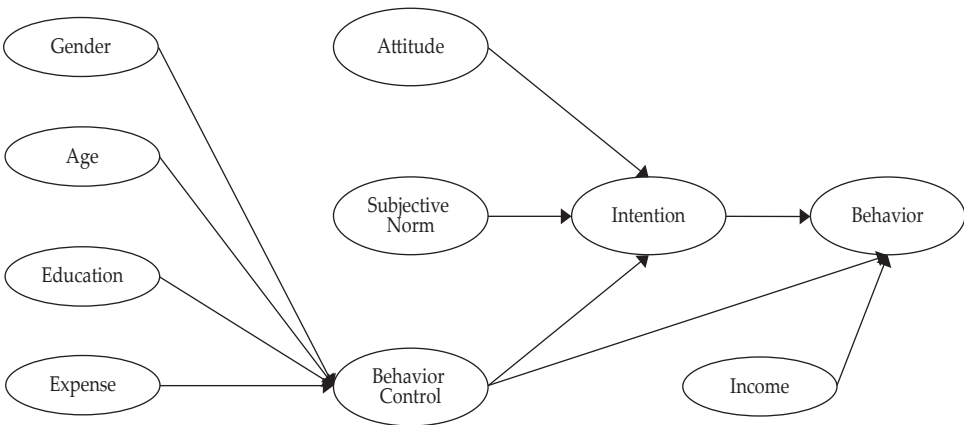 Gender
Attitude
Age
Subjective
Norm
Intention
Behavior
Education
Expense
Behavior
Control
Income